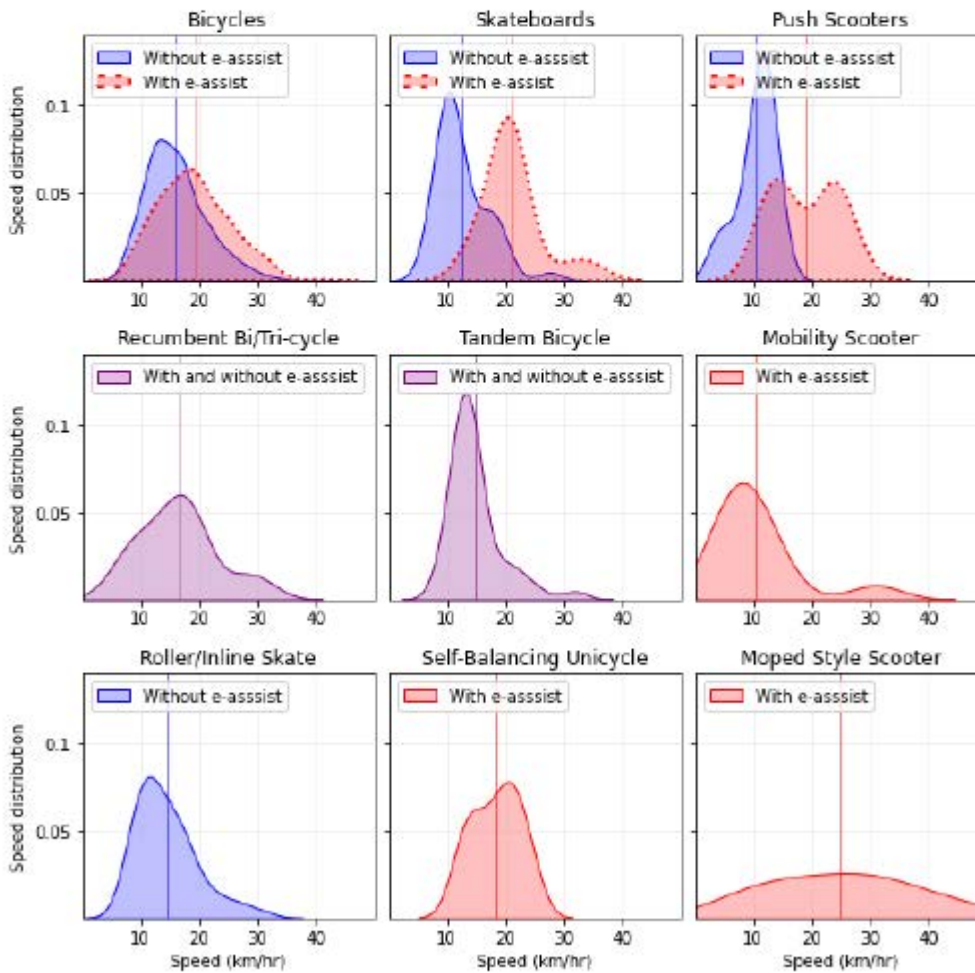 Bicycles
Skateboards
Push Scooters
Without e-asssist
With e-assist
Without e-asssist
With e-assist
Without e-asssist
With e-assist
Speed distribution
0.1
0.05
10 20 30 40
10 20 30 40
10 20 30 40
Recumbent Bi/Tri-cycle
Tandem Bicycle
Mobility Scooter
With and without e-asssist
With and without e-asssist
With e-asssist
Speed distribution
0.1
0.05
10 20 30 40
10 20 30 40
10 20 30 40
Roller/Inline Skate
Self-Balancing Unicycle
Moped Style Scooter
Without e-asssist
With e-asssist
With e-asssist
Speed distribution
0.1
0.05
10 20 30 40
10 20 30 40
10 20 30 40
Speed (km/hr)
Speed (km/hr)
Speed (km/hr)